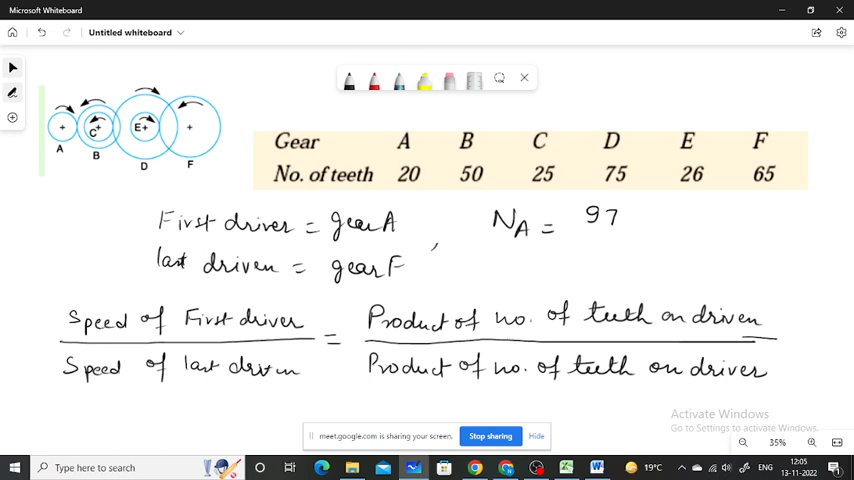 Microsoft Whiteboard
Untitled whiteboard
A
B
C
D
E
F
Gear A B C D E F
No. of teeth 20 50 25 75 26 65
First driver = gear A , NA = 97
last driven = gear F
Speed of First driver / Speed of last driven = Product of no. of teeth on driven / Product of no. of teeth on driver
Activate Windows
Go to Settings to activate Windows.
meet.google.com is sharing your screen. Stop sharing Hide
35%
Type here to search
19°C
ENG
12:05
13-11-2022